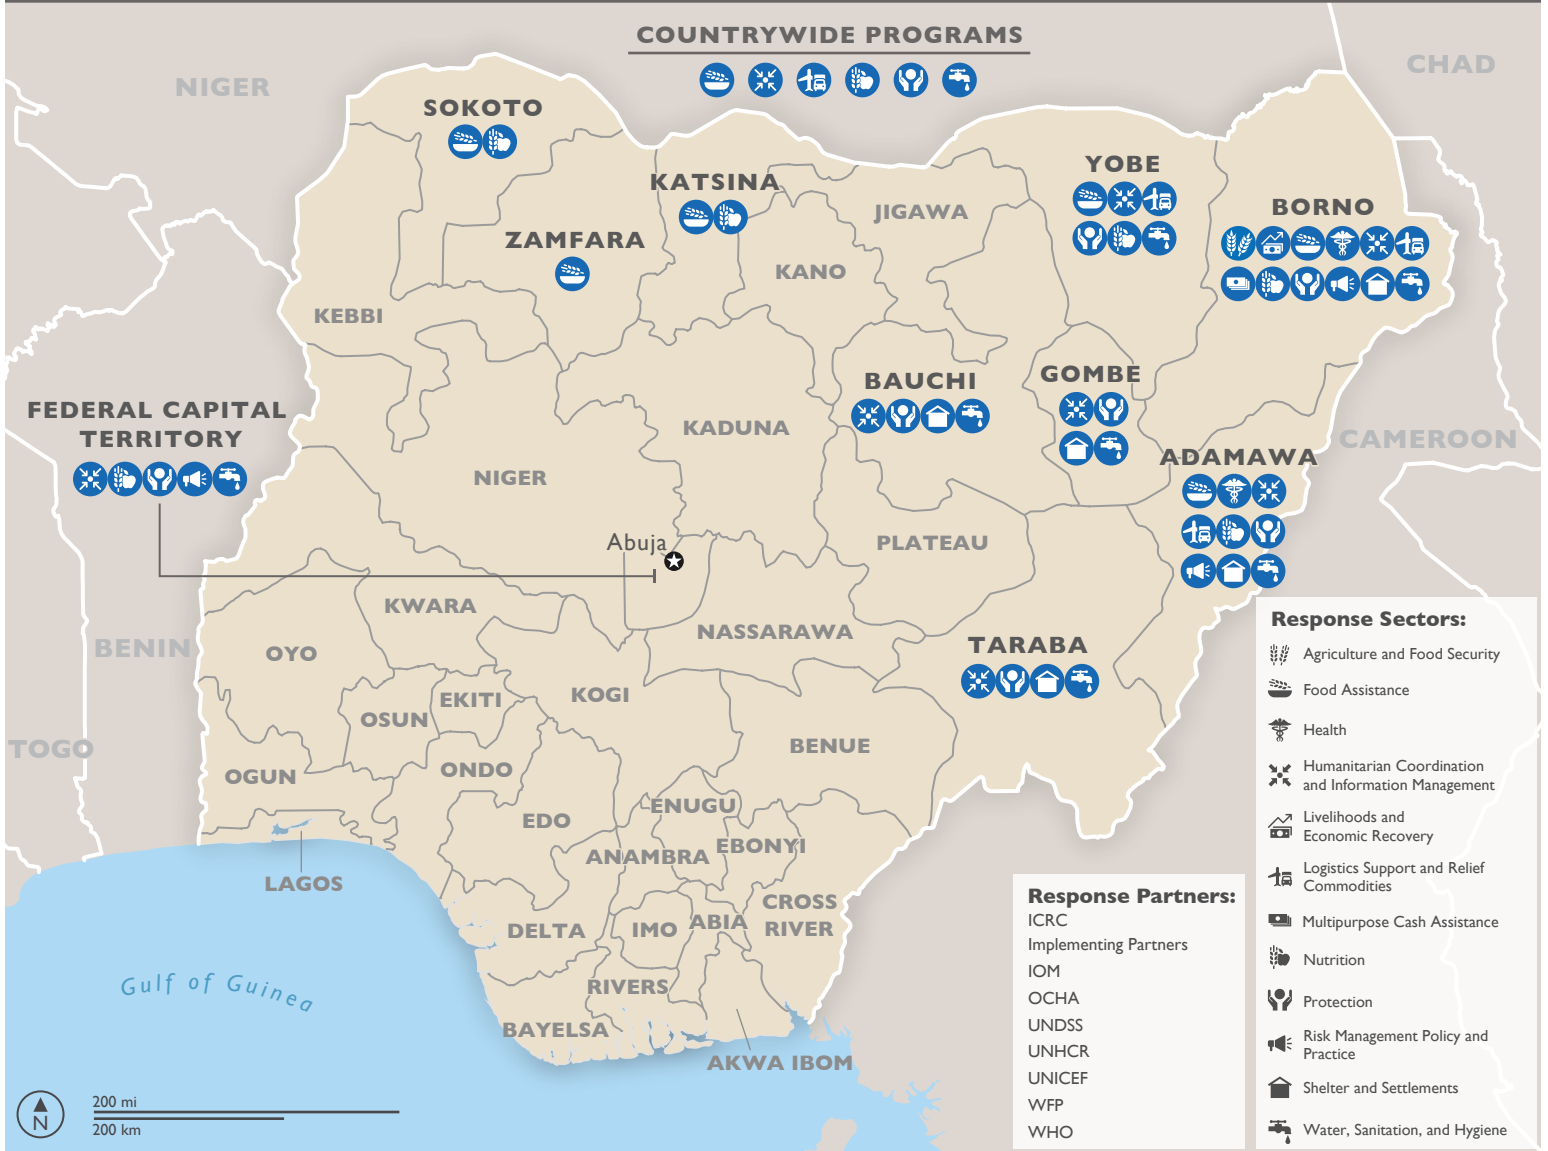 COUNTRYWIDE PROGRAMS
NIGER
CHAD
SOKOTO
YOBE
KATSINA
BORNO
JIGAWA
ZAMFARA
KANO
KEBBI
BAUCHI
GOMBE
FEDERAL CAPITAL
TERRITORY
KADUNA
CAMEROON
ADAMAWA
NIGER
Abuja
PLATEAU
KWARA
NASSARAWA
BENIN
OYO
TARABA
EKITI
KOGI
OSUN
TOGO
BENUE
OGUN
ONDO
ENUGU
EDO
EBONYI
ANAMBRA
LAGOS
CROSS
RIVER
ABIA
DELTA
IMO
RIVERS
Gulf of Guinea
BAYELSA
AKWA IBOM
200 mi
200 km
N
Response Partners:
ICRC
Implementing Partners
IOM
OCHA
UNDSS
UNHCR
UNICEF
WFP
WHO
Response Sectors:
Agriculture and Food Security
Food Assistance
Health
Humanitarian Coordination
and Information Management
Livelihoods and
Economic Recovery
Logistics Support and Relief
Commodities
Multipurpose Cash Assistance
Nutrition
Protection
Risk Management Policy and
Practice
Shelter and Settlements
Water, Sanitation, and Hygiene